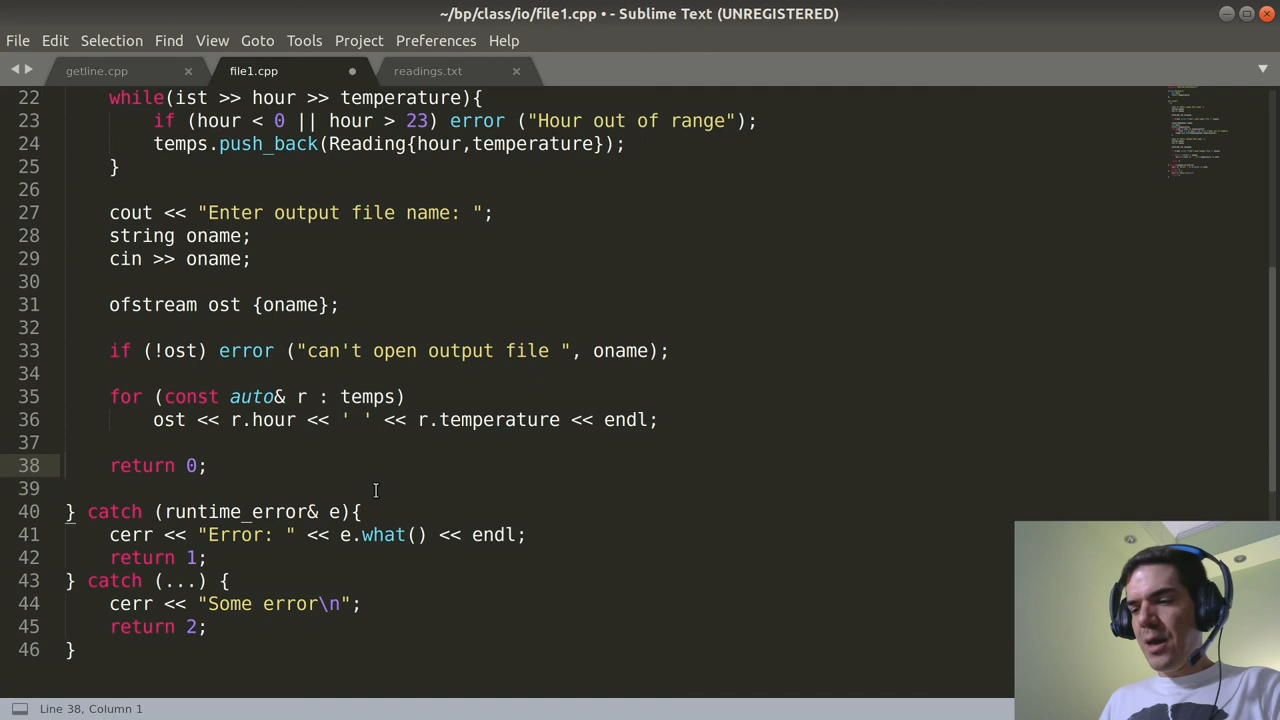 ~/bp/class/io/file1.cpp • - Sublime Text (UNREGISTERED)
File Edit Selection Find View Goto Tools Project Preferences Help
getline.cpp file1.cpp readings.txt
22 while(ist >> hour >> temperature){
23 if (hour < 0 || hour > 23) error ("Hour out of range");
24 temps.push_back(Reading{hour,temperature});
25 }
26
27 cout << "Enter output file name: ";
28 string oname;
29 cin >> oname;
30
31 ofstream ost {oname};
32
33 if (!ost) error ("can't open output file ", oname);
34
35 for (const auto& r : temps)
36 ost << r.hour << ' ' << r.temperature << endl;
37
38 return 0;
39
40 } catch (runtime_error& e){
41 cerr << "Error: " << e.what() << endl;
42 return 1;
43 } catch (...) {
44 cerr << "Some error\n";
45 return 2;
46 }
Line 38, Column 1